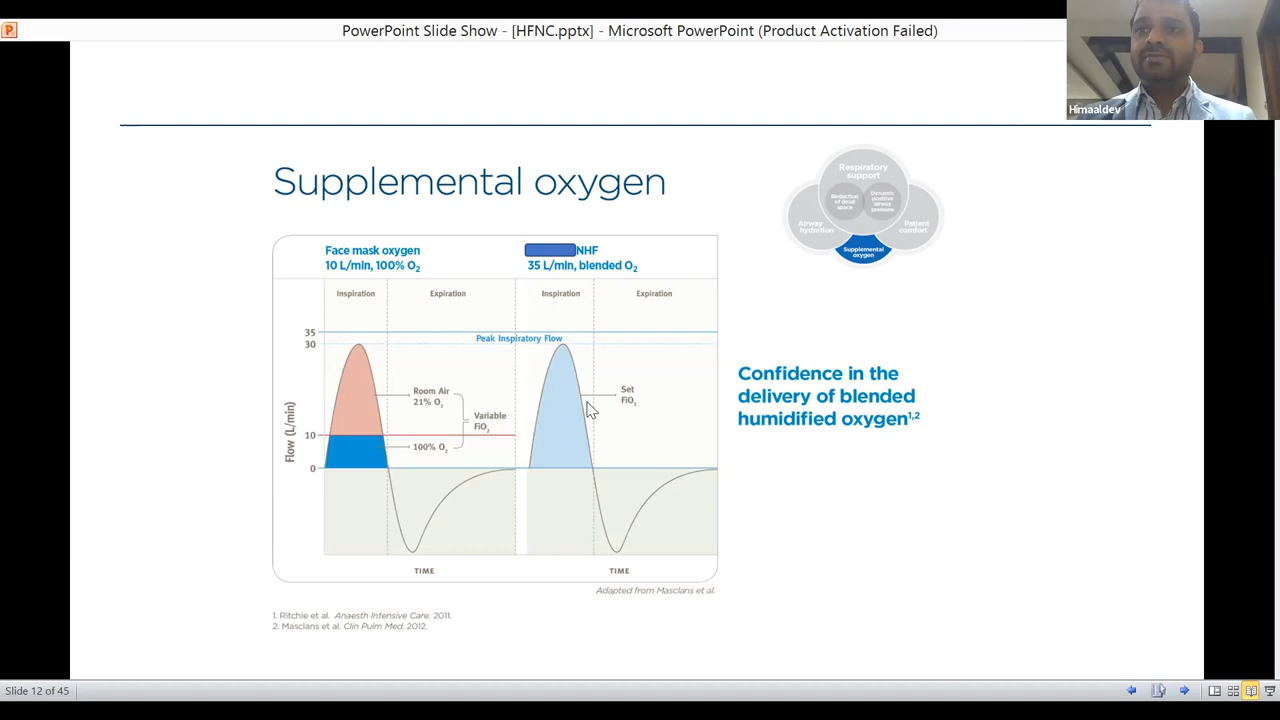 PowerPoint Slide Show - [HFNC.pptx] - Microsoft PowerPoint (Product Activation Failed)
Himaaldev
Supplemental oxygen
Respiratory
support
Reduction
of dead
space
Dynamic
positive
airway
pressure
Airway
hydration
Patient
comfort
Supplemental
oxygen
Face mask oxygen
10 L/min, 100% O₂
NHF
35 L/min, blended O₂
Inspiration
Expiration
Inspiration
Expiration
35
30
10
0
Flow (L/min)
Peak Inspiratory Flow
Room Air
21% O₂
Variable
FiO₂
100% O₂
Set
FiO₂
TIME
TIME
Adapted from Masclans et al.
Confidence in the
delivery of blended
humidified oxygen¹,²
1. Ritchie et al. Anaesth Intensive Care. 2011.
2. Masclans et al. Clin Pulm Med. 2012.
Slide 12 of 45